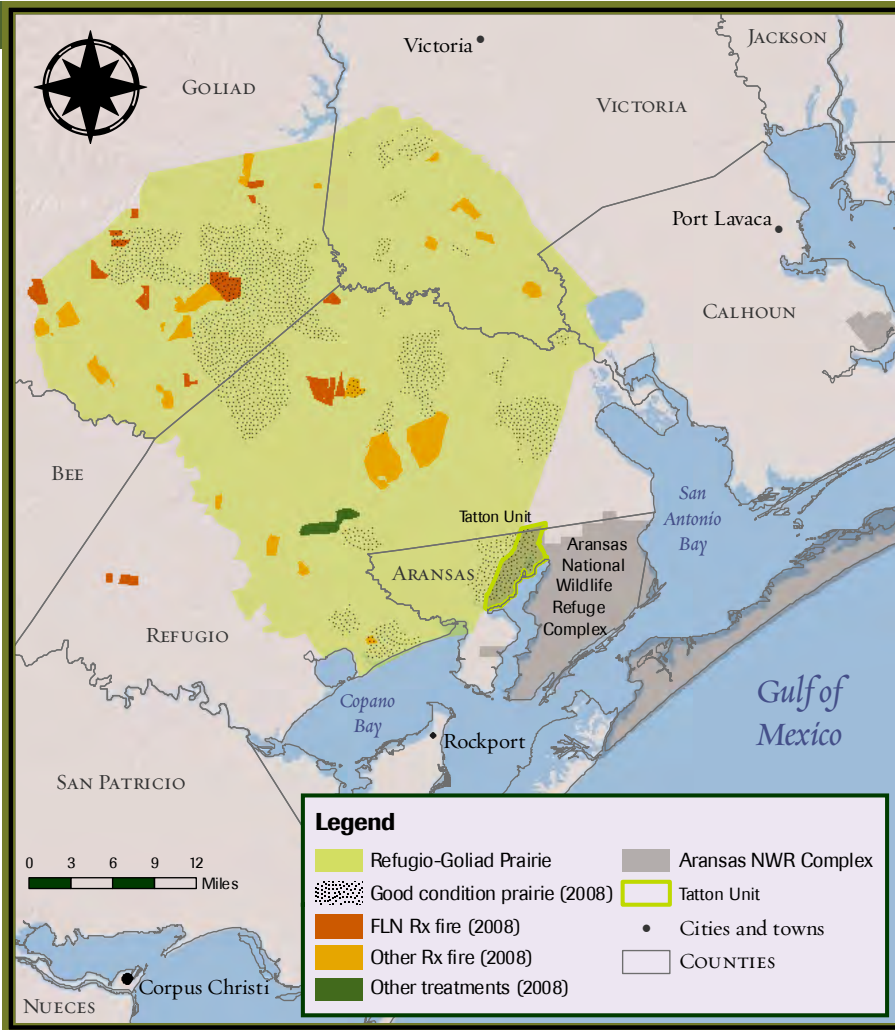 JACKSON
Victoria
GOLIAD
VICTORIA
Port Lavaca
CALHOUN
BEE
San
Antonio
Bay
Tatton Unit
Aransas
National
Wildlife
Refuge
Complex
ARANSAS
REFUGIO
Copano
Bay
Gulf of
Mexico
Rockport
SAN PATRICIO
0 3 6 9 12
Miles
Corpus Christi
NUECES
Legend
Refugio-Goliad Prairie
Good condition prairie (2008)
FLN Rx fire (2008)
Other Rx fire (2008)
Other treatments (2008)
Aransas NWR Complex
Tatton Unit
Cities and towns
COUNTIES